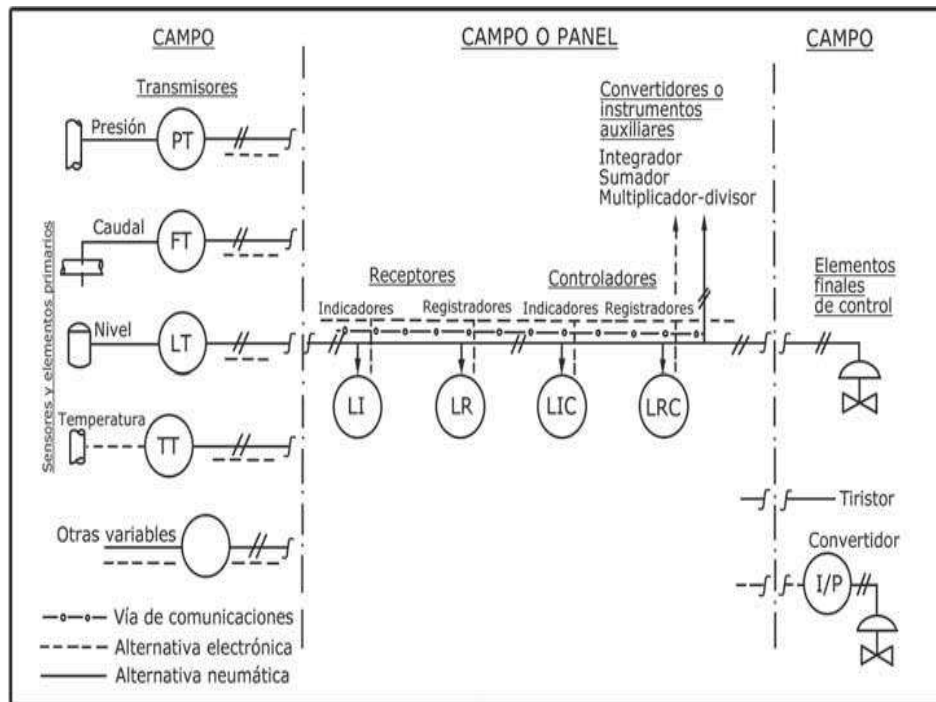 CAMPO
CAMPO O PANEL
CAMPO
Transmisores
Presión
PT
Caudal
FT
Nivel
LT
Temperatura
TT
Otras variables
Sensores y elementos primarios
Convertidores o
instrumentos
auxiliares
Integrador
Sumador
Multiplicador-divisor
Receptores
Controladores
Indicadores
Registradores
Indicadores
Registradores
LI
LR
LIC
LRC
Elementos
finales
de control
Tiristor
Convertidor
I/P
Vía de comunicaciones
Alternativa electrónica
Alternativa neumática